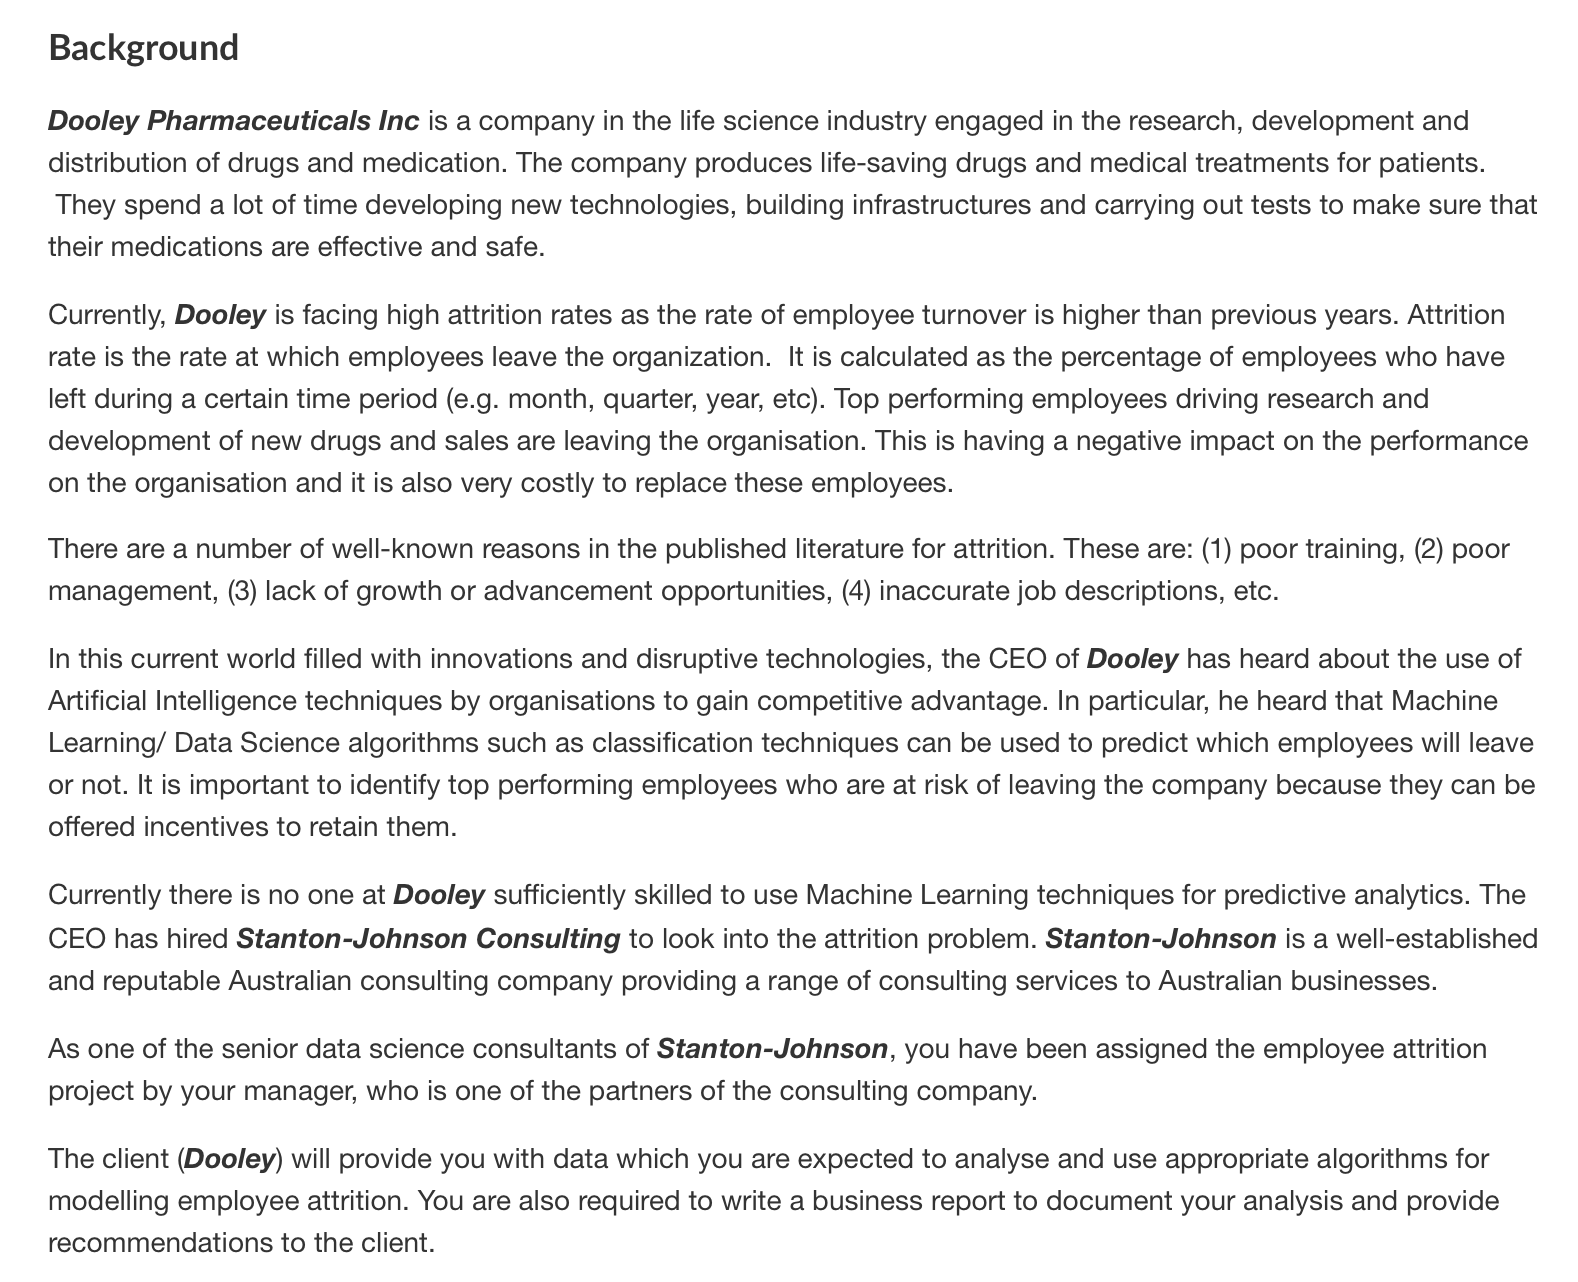 Background
Dooley Pharmaceuticals Inc is a company in the life science industry engaged in the research, development and
distribution of drugs and medication. The company produces life-saving drugs and medical treatments for patients.
They spend a lot of time developing new technologies, building infrastructures and carrying out tests to make sure that
their medications are effective and safe.
Currently, Dooley is facing high attrition rates as the rate of employee turnover is higher than previous years. Attrition
rate is the rate at which employees leave the organization.  It is calculated as the percentage of employees who have
left during a certain time period (e.g. month, quarter, year, etc). Top performing employees driving research and
development of new drugs and sales are leaving the organisation. This is having a negative impact on the performance
on the organisation and it is also very costly to replace these employees.
There are a number of well-known reasons in the published literature for attrition. These are: (1) poor training, (2) poor
management, (3) lack of growth or advancement opportunities, (4) inaccurate job descriptions, etc.
In this current world filled with innovations and disruptive technologies, the CEO of Dooley has heard about the use of
Artificial Intelligence techniques by organisations to gain competitive advantage. In particular, he heard that Machine
Learning/ Data Science algorithms such as classification techniques can be used to predict which employees will leave
or not. It is important to identify top performing employees who are at risk of leaving the company because they can be
offered incentives to retain them.
Currently there is no one at Dooley sufficiently skilled to use Machine Learning techniques for predictive analytics. The
CEO has hired Stanton-Johnson Consulting to look into the attrition problem. Stanton-Johnson is a well-established
and reputable Australian consulting company providing a range of consulting services to Australian businesses.
As one of the senior data science consultants of Stanton-Johnson, you have been assigned the employee attrition
project by your manager, who is one of the partners of the consulting company.
The client (Dooley) will provide you with data which you are expected to analyse and use appropriate algorithms for
modelling employee attrition. You are also required to write a business report to document your analysis and provide
recommendations to the client.